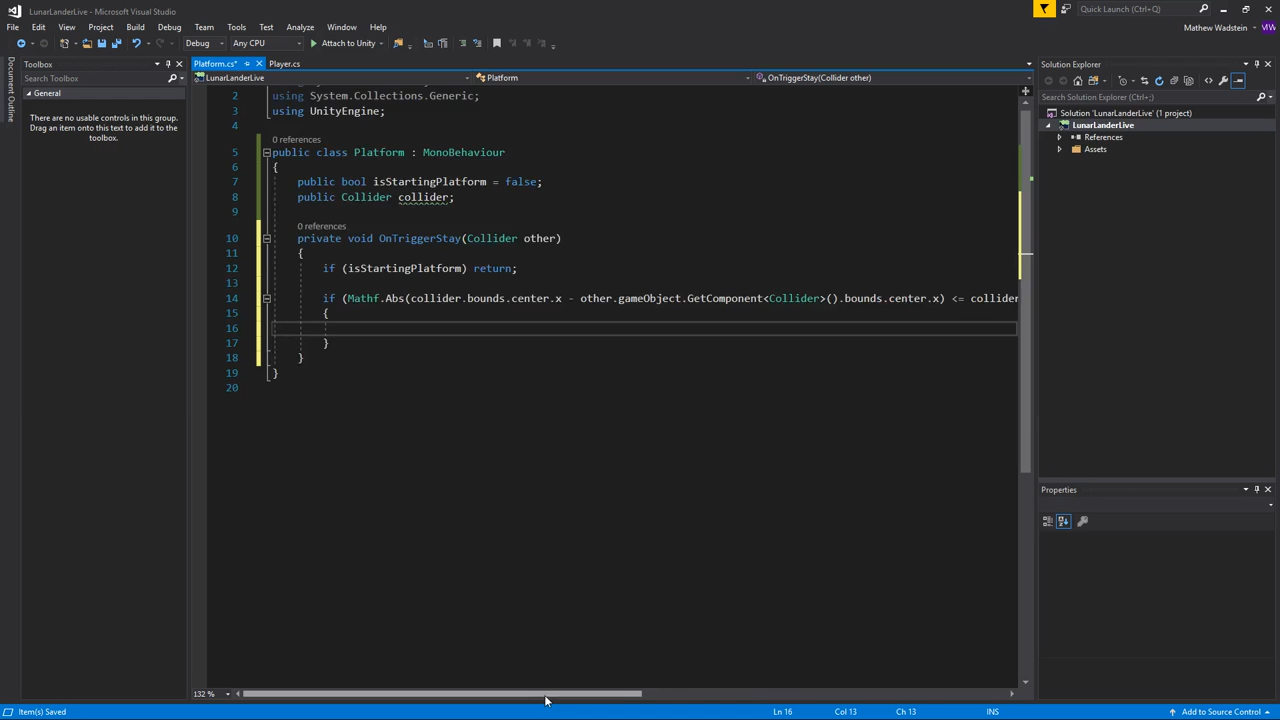 LunarLanderLive - Microsoft Visual Studio
Quick Launch (Ctrl+Q)
File Edit View Project Build Debug Team Tools Test Analyze Window Help
Mathew Wadstein MW
Debug Any CPU Attach to Unity
Document Outline
Toolbox
Search Toolbox
General
There are no usable controls in this group.
Drag an item onto this text to add it to the
toolbox.
Platform.cs* Player.cs
LunarLanderLive Platform OnTriggerStay(Collider other)
2 using System.Collections.Generic;
3 using UnityEngine;
4
0 references
5 public class Platform : MonoBehaviour
6 {
7 public bool isStartingPlatform = false;
8 public Collider collider;
9
0 references
10 private void OnTriggerStay(Collider other)
11 {
12 if (isStartingPlatform) return;
13
14 if (Mathf.Abs(collider.bounds.center.x - other.gameObject.GetComponent<Collider>().bounds.center.x) <= collider
15 {
16
17 }
18 }
19 }
20
132 %
Solution Explorer
Search Solution Explorer (Ctrl+;)
Solution 'LunarLanderLive' (1 project)
LunarLanderLive
References
Assets
Properties
Item(s) Saved Ln 16 Col 13 Ch 13 INS Add to Source Control